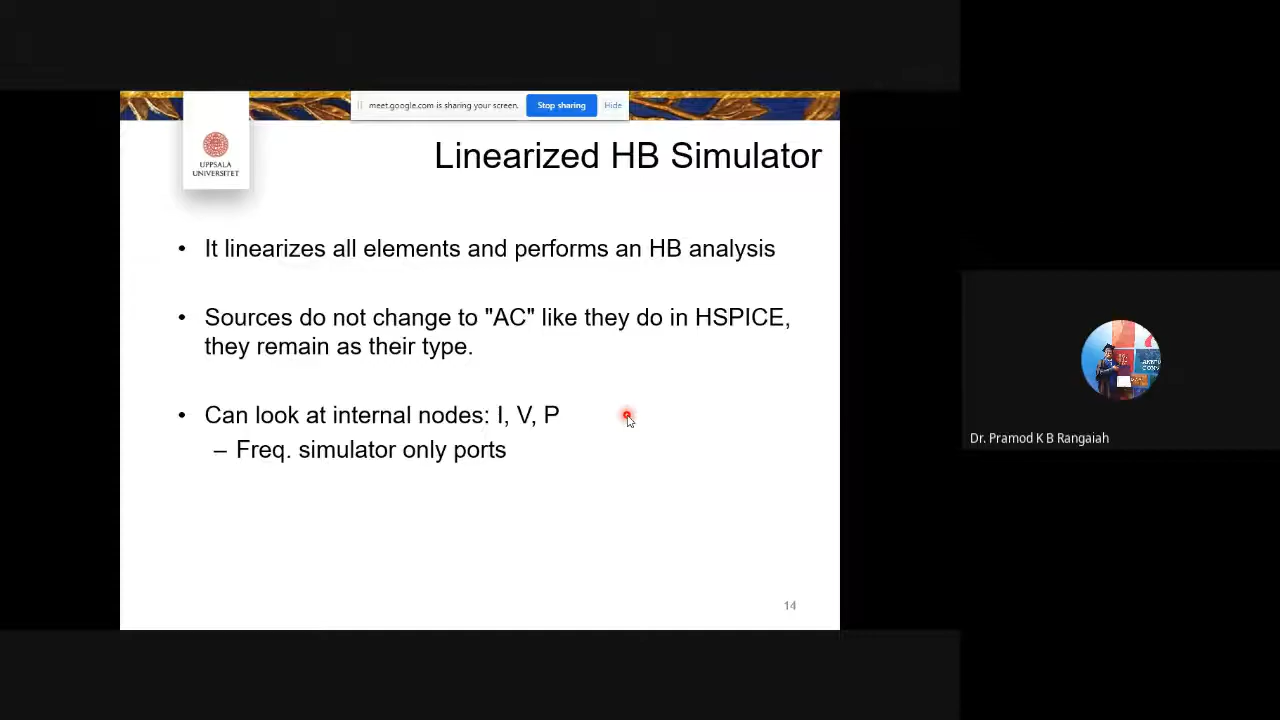 meet.google.com is sharing your screen.
Stop sharing
Hide
UPPSALA
UNIVERSITET
Linearized HB Simulator
• It linearizes all elements and performs an HB analysis
• Sources do not change to "AC" like they do in HSPICE,
they remain as their type.
• Can look at internal nodes: I, V, P
– Freq. simulator only ports
14
Dr. Pramod K B Rangaiah